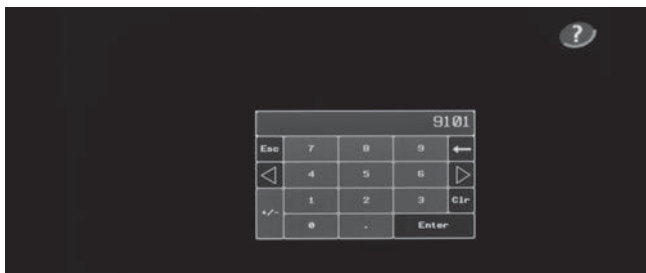 ?
9101
Esc 7 8 9 ←
◁ 4 5 6 ▷
+/- 1 2 3 Clr
0 . Enter